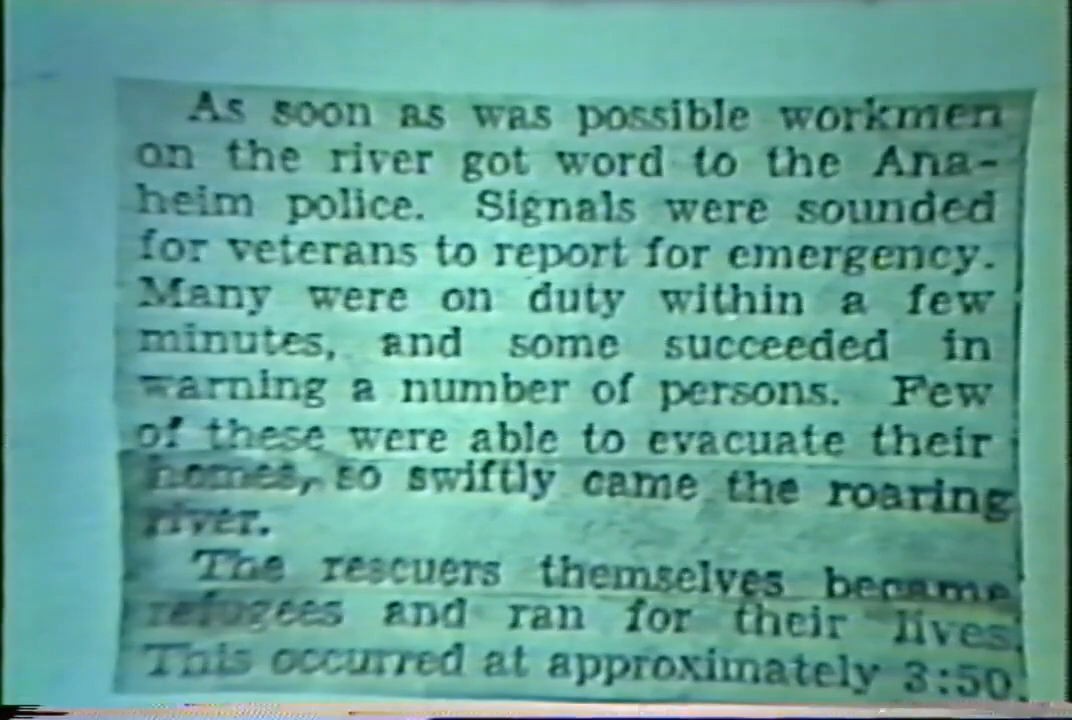 As soon as was possible workmen
on the river got word to the Ana-
heim police. Signals were sounded
for veterans to report for emergency.
Many were on duty within a few
minutes, and some succeeded in
warning a number of persons. Few
of these were able to evacuate their
homes, so swiftly came the roaring
river.
The rescuers themselves became
refugees and ran for their lives.
This occurred at approximately 3:50.